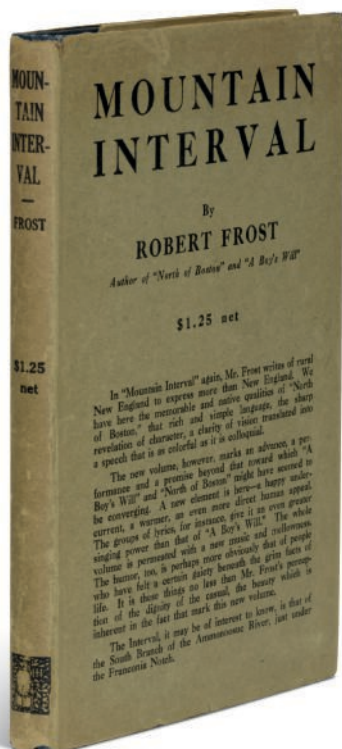 MOUN-
TAIN
INTER-
VAL
FROST
$1.25
net
MOUNTAIN
INTERVAL
By
ROBERT FROST
Author of "North of Boston" and "A Boy's Will"
$1.25 net
In "Mountain Interval" again, Mr. Frost writes of rural
New England to express more than New England. We
have here the memorable and native qualities of "North
of Boston," that rich and simple language, the sharp
revelation of character, a clarity of vision translated into
a speech that is as colorful as it is colloquial.
The new volume, however, marks an advance, a per-
formance and a promise beyond that toward which "A
Boy's Will" and "North of Boston" might have seemed to
be converging. A new element is here—a happy under-
current, a warmer, an even more direct human appeal.
The groups of lyrics, for instance, give it an even greater
singing power than that of "A Boy's Will." The whole
volume is permeated with a new music and mellowness.
The humor, too, is perhaps more obviously that of people
who have felt a certain gaiety beneath the grim facts of
life. It is these things no less than Mr. Frost's percep-
tion of the dignity of the casual, the beauty which is
inherent in the fact that mark this new volume.
The Interval, it may be of interest to know, is that of
the South Branch of the Ammonoosuc River, just under
the Franconia Notch.